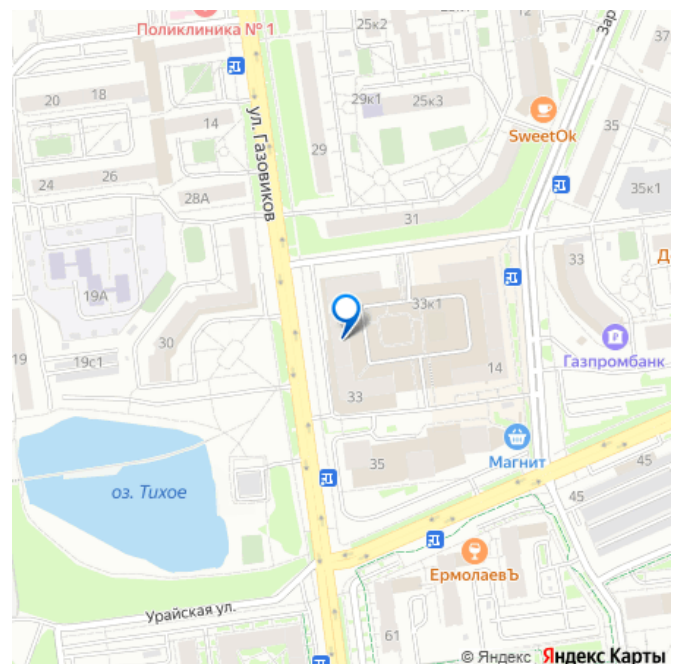 Поликлиника № 1
25к2
37
Зар
20
18
14
29к1
25к3
SweetOk
35
ул. Газовиков
29
24
26
28А
35к1
31
19А
33
Д
33к1
30
19
19с1
Газпромбанк
14
33
35
Магнит
45
45
оз. Тихое
ЕрмолаевЪ
Урайская ул.
61
© Яндекс Яндекс Карты